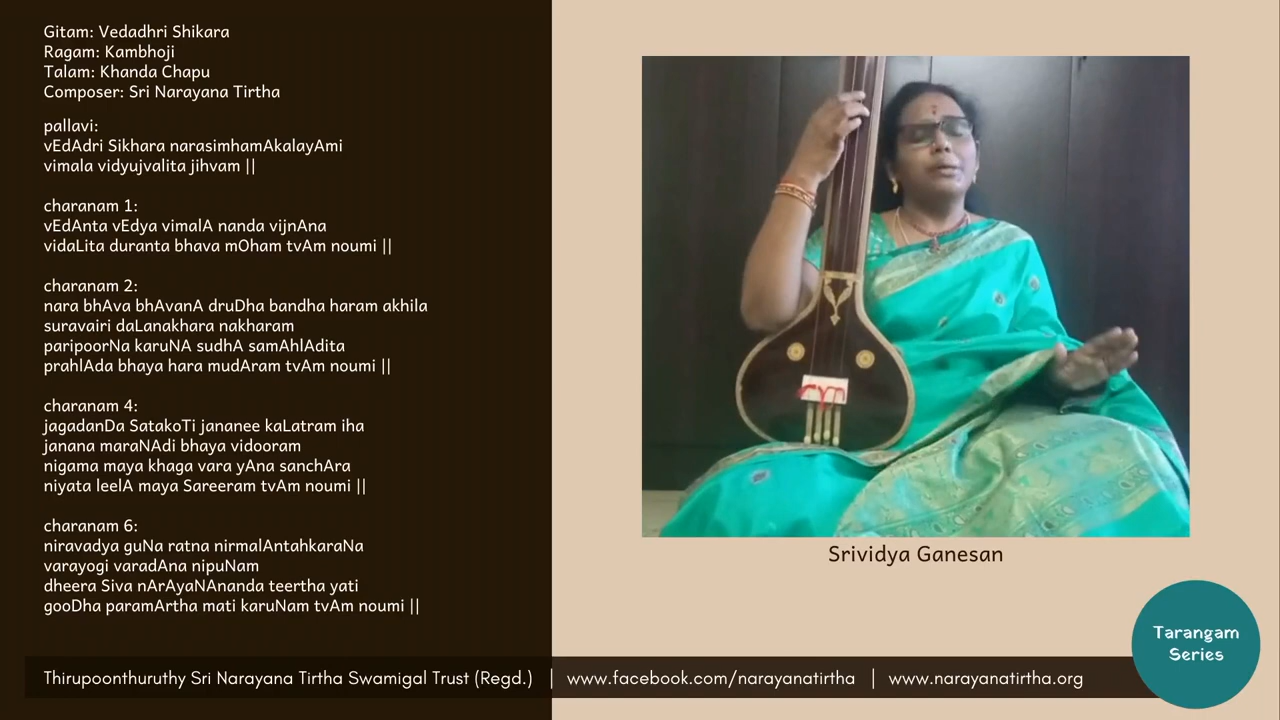 Gitam: Vedadhri Shikara
Ragam: Kambhoji
Talam: Khanda Chapu
Composer: Sri Narayana Tirtha
pallavi:
vEdAdri Sikhara narasimhamAkalayAmi
vimala vidyujvalita jihvam ||
charanam 1:
vEdAnta vEdya vimalA nanda vijnAna
vidaLita duranta bhava mOham tvAm noumi ||
charanam 2:
nara bhAva bhAvanA druDha bandha haram akhila
suravairi daLanakhara nakharam
paripoorNa karuNA sudhA samAhlAdita
prahlAda bhaya hara mudAram tvAm noumi ||
charanam 4:
jagadanDa SatakoTi jananee kaLatram iha
janana maraNAdi bhaya vidooram
nigama maya khaga vara yAna sanchAra
niyata leelA maya Sareeram tvAm noumi ||
charanam 6:
niravadya guNa ratna nirmalAntahkaraNa
varayogi varadAna nipuNam
dheera Siva nArAyaNAnanda teertha yati
gooDha paramArtha mati karuNam tvAm noumi ||
Srividya Ganesan
Tarangam
Series
Thirupoonthuruthy Sri Narayana Tirtha Swamigal Trust (Regd.) | www.facebook.com/narayanatirtha | www.narayanatirtha.org